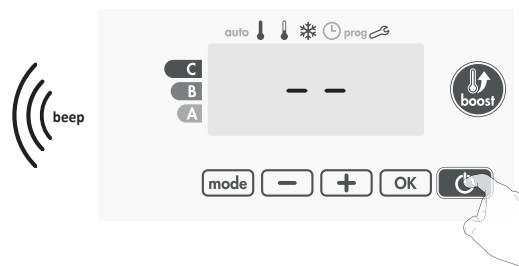 auto prog
C
B
A
beep
– –
boost
mode − + OK